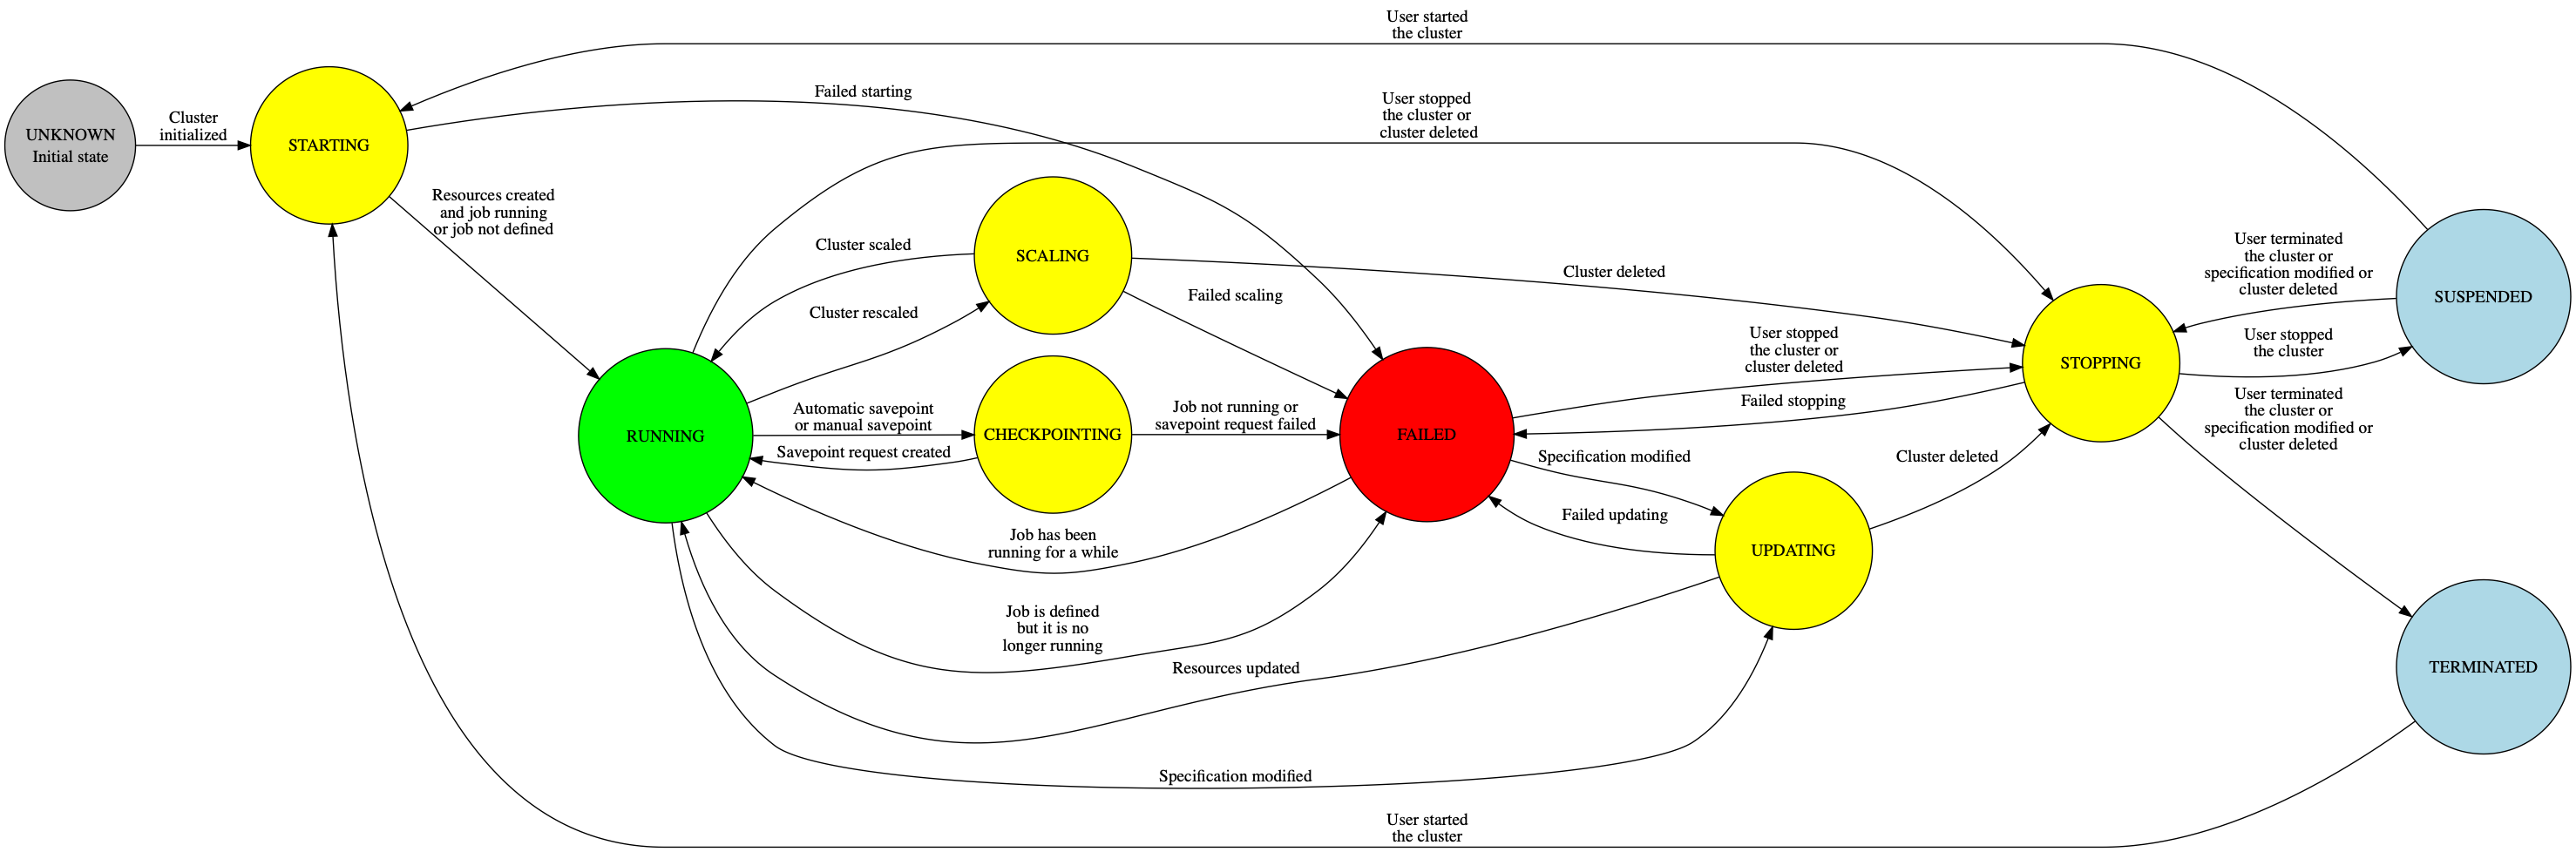 User started
the cluster
UNKNOWN
Initial state
Cluster
initialized
STARTING
Failed starting
User stopped
the cluster or
cluster deleted
Resources created
and job running
or job not defined
Cluster scaled
SCALING
Cluster deleted
Cluster rescaled
Failed scaling
User terminated
the cluster or
specification modified or
cluster deleted
SUSPENDED
User stopped
the cluster or
cluster deleted
STOPPING
User stopped
the cluster
RUNNING
Automatic savepoint
or manual savepoint
Savepoint request created
CHECKPOINTING
Job not running or
savepoint request failed
FAILED
Failed stopping
User terminated
the cluster or
specification modified or
cluster deleted
Specification modified
Cluster deleted
Failed updating
UPDATING
Job has been
running for a while
Job is defined
but it is no
longer running
Resources updated
TERMINATED
Specification modified
User started
the cluster